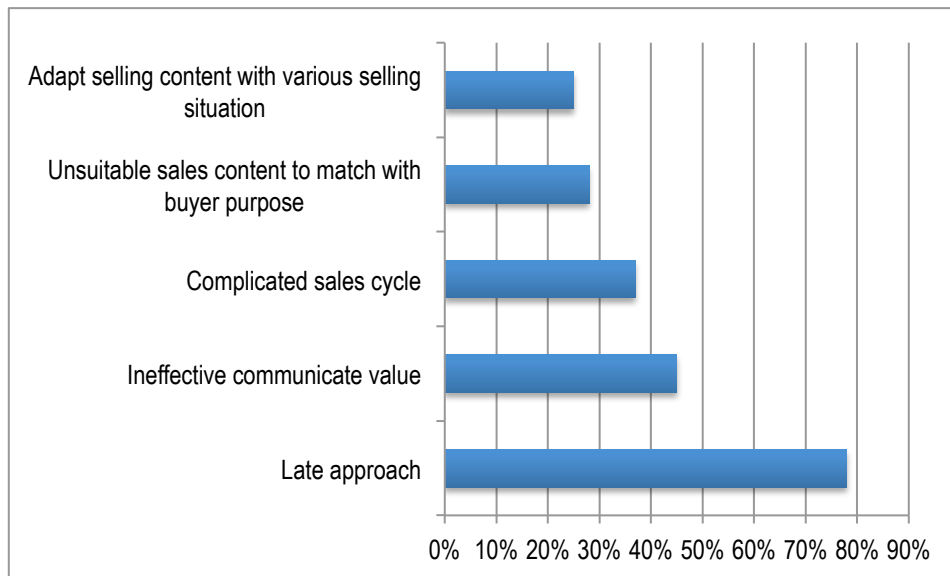 Adapt selling content with various selling
situation
Unsuitable sales content to match with
buyer purpose
Complicated sales cycle
Ineffective communicate value
Late approach
0% 10% 20% 30% 40% 50% 60% 70% 80% 90%